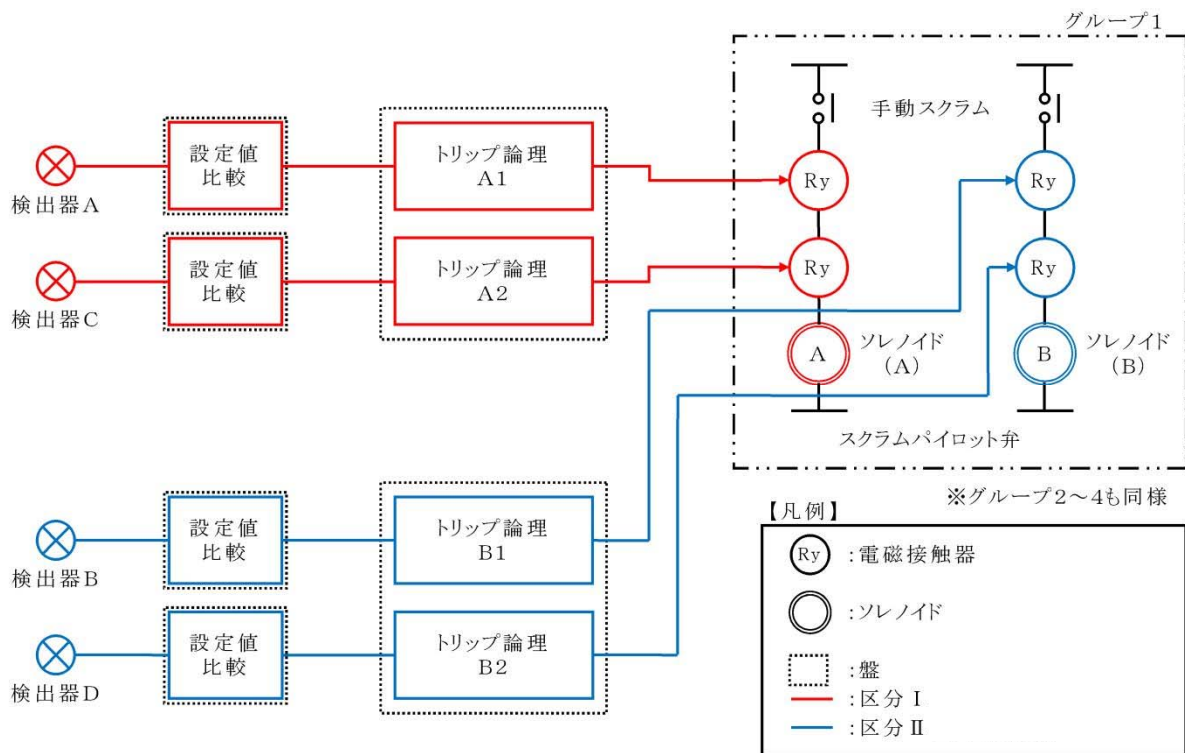 グループ1
手動スクラム
設定値
比較
トリップ論理
A1
検出器A
Ry
Ry
設定値
比較
トリップ論理
A2
検出器C
Ry
Ry
A
ソレノイド
(A)
B
ソレノイド
(B)
スクラムパイロット弁
※グループ2~4も同様
設定値
比較
トリップ論理
B1
検出器B
設定値
比較
トリップ論理
B2
検出器D
【凡例】
Ry
:電磁接触器
:ソレノイド
:盤
:区分Ⅰ
:区分Ⅱ